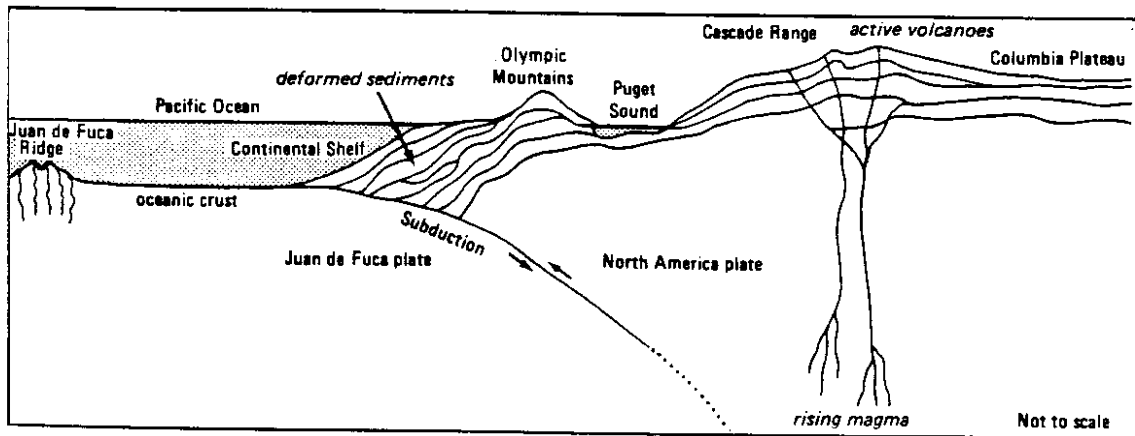 Cascade Range
active volcanoes
Olympic
Mountains
Columbia Plateau
deformed sediments
Puget
Sound
Pacific Ocean
Juan de Fuca
Ridge
Continental Shelf
oceanic crust
Subduction
Juan de Fuca plate
North America plate
rising magma
Not to scale